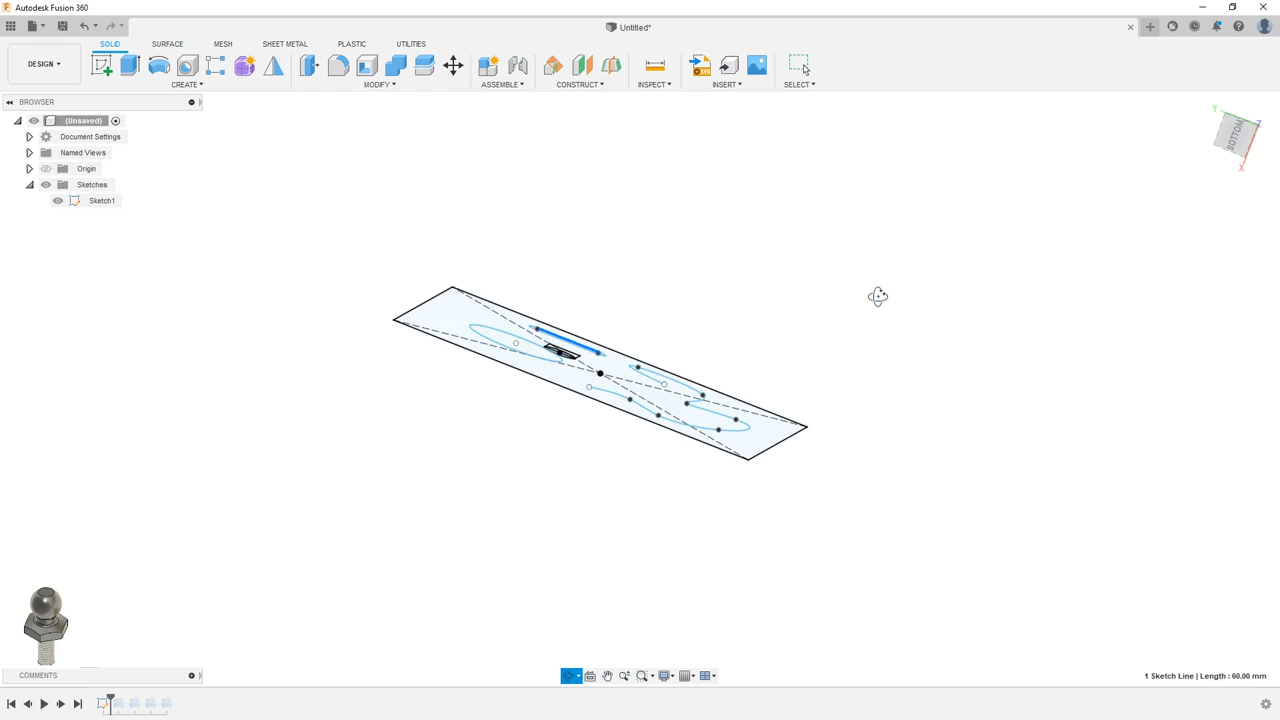 Autodesk Fusion 360
Untitled*
DESIGN
SOLID SURFACE MESH SHEET METAL PLASTIC UTILITIES
CREATE MODIFY ASSEMBLE CONSTRUCT INSPECT INSERT SELECT
SVG
BROWSER
(Unsaved)
Document Settings
Named Views
Origin
Sketches
Sketch1
Y
Z
BOTTOM
X
COMMENTS
1 Sketch Line | Length : 60.00 mm